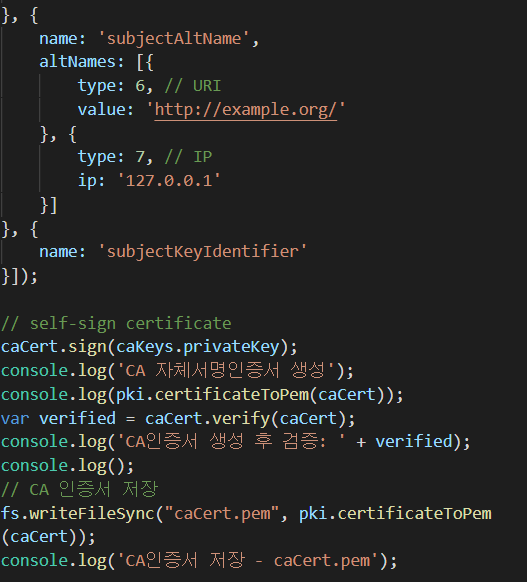 }, {
    name: 'subjectAltName',
    altNames: [{
        type: 6, // URI
        value: 'http://example.org/'
    }, {
        type: 7, // IP
        ip: '127.0.0.1'
    }]
}, {
    name: 'subjectKeyIdentifier'
}]);
// self-sign certificate
caCert.sign(caKeys.privateKey);
console.log('CA 자체서명인증서 생성');
console.log(pki.certificateToPem(caCert));
var verified = caCert.verify(caCert);
console.log('CA인증서 생성 후 검증: ' + verified);
console.log();
// CA 인증서 저장
fs.writeFileSync("caCert.pem", pki.certificateToPem
(caCert));
console.log('CA인증서 저장 - caCert.pem');